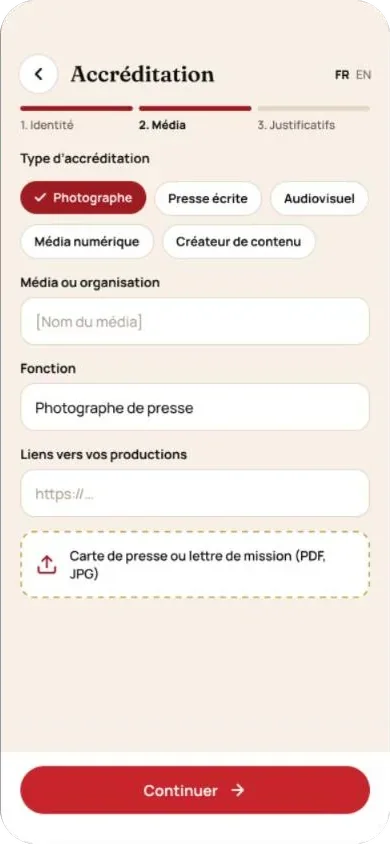 Accréditation
FR EN
1. Identité
2. Média
3. Justificatifs
Type d'accréditation
Photographe
Presse écrite
Audiovisuel
Média numérique
Créateur de contenu
Média ou organisation
[Nom du média]
Fonction
Photographe de presse
Liens vers vos productions
https://...
Carte de presse ou lettre de mission (PDF,
JPG)
Continuer →